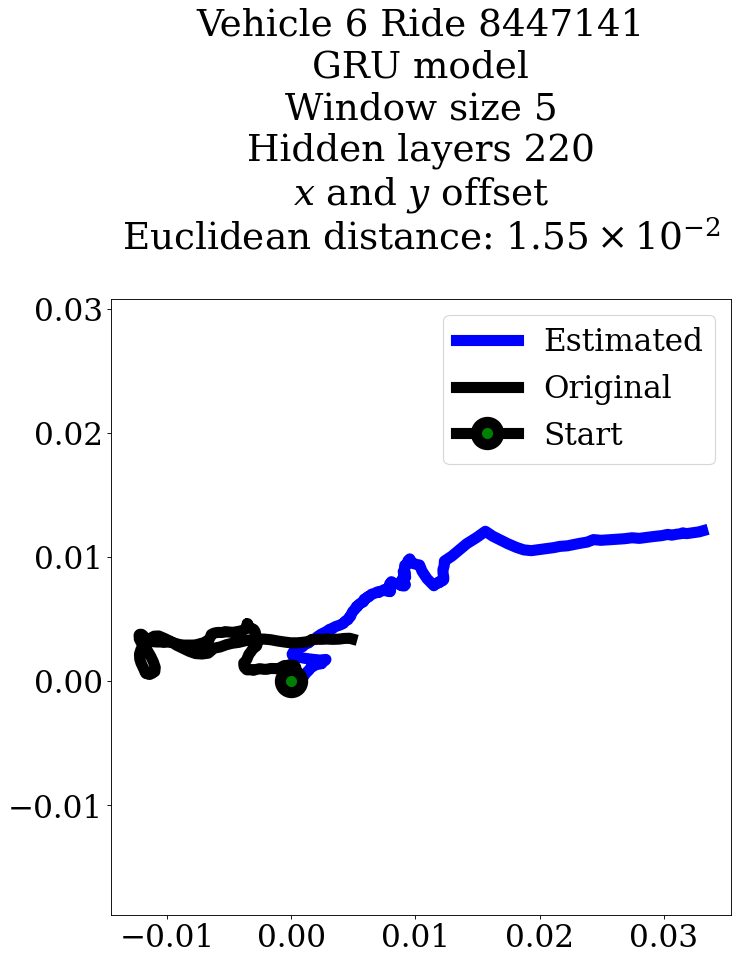 Vehicle 6 Ride 8447141
GRU model
Window size 5
Hidden layers 220
x and y offset
Euclidean distance: 1.55 × 10⁻²
Estimated
Original
Start
0.03
0.02
0.01
0.00
−0.01
−0.01 0.00 0.01 0.02 0.03